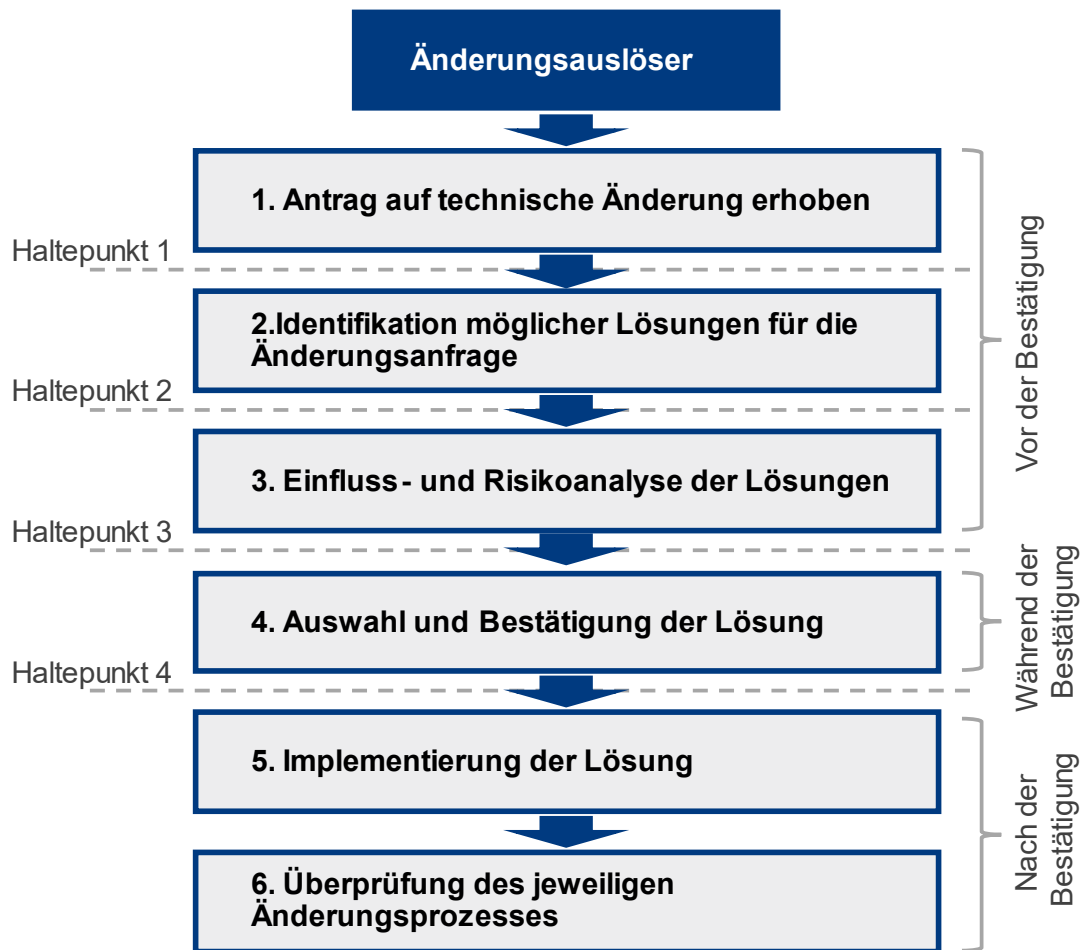 Änderungsauslöser
1. Antrag auf technische Änderung erhoben
Haltepunkt 1
2.Identifikation möglicher Lösungen für die
Änderungsanfrage
Haltepunkt 2
3. Einfluss- und Risikoanalyse der Lösungen
Haltepunkt 3
4. Auswahl und Bestätigung der Lösung
Haltepunkt 4
5. Implementierung der Lösung
6. Überprüfung des jeweiligen
Änderungsprozesses
Vor der Bestätigung
Während der
Bestätigung
Nach der
Bestätigung